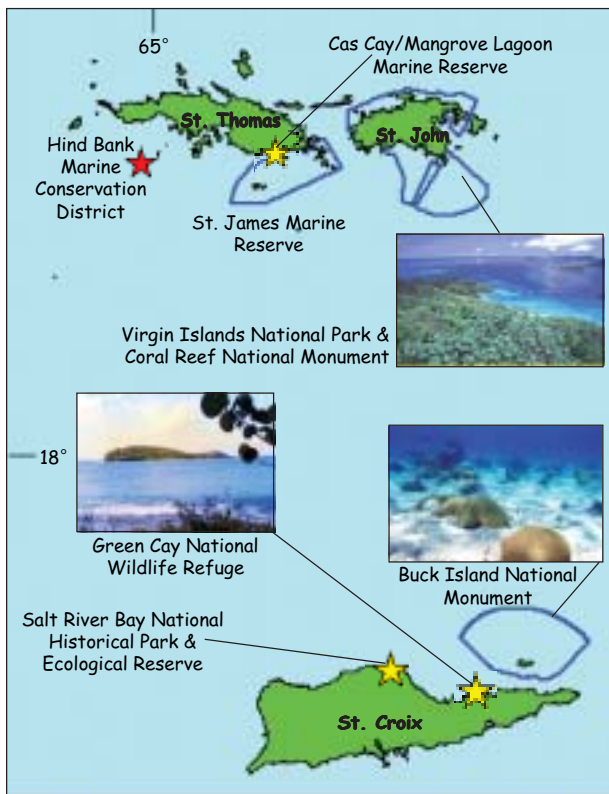 65°
Cas Cay/Mangrove Lagoon
Marine Reserve
St. Thomas
St. John
Hind Bank
Marine
Conservation
District
St. James Marine
Reserve
Virgin Islands National Park &
Coral Reef National Monument
18°
Green Cay National
Wildlife Refuge
Buck Island National
Monument
Salt River Bay National
Historical Park &
Ecological Reserve
St. Croix